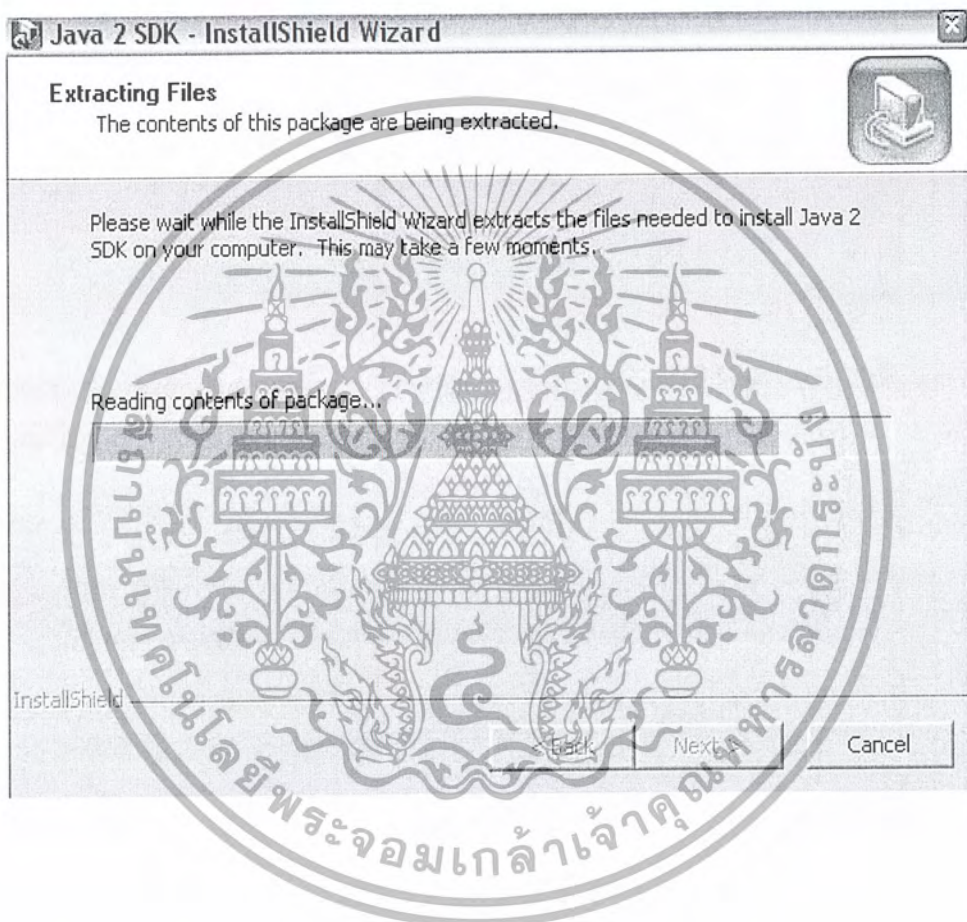 Java 2 SDK - InstallShield Wizard
Extracting Files
The contents of this package are being extracted.
Please wait while the InstallShield Wizard extracts the files needed to install Java 2
SDK on your computer. This may take a few moments.
Reading contents of package...
InstallShield
< Back
Next >
Cancel
สถาบันเทคโนโลยีพระจอมเกล้าเจ้าคุณทหารลาดกระบัง